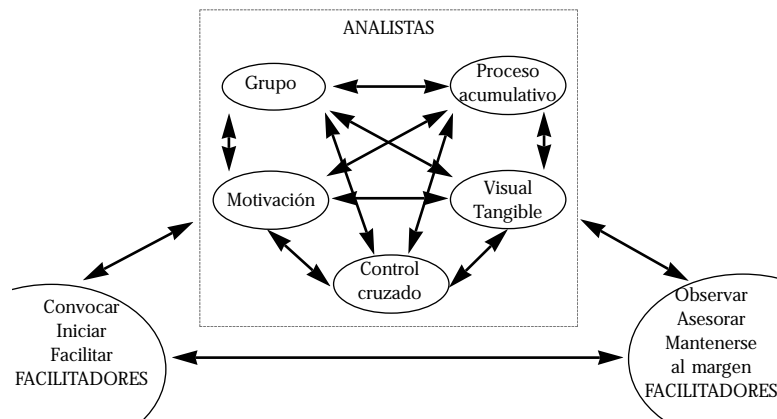 ANALISTAS
Grupo
Proceso
acumulativo
Motivación
Visual
Tangible
Control
cruzado
Convocar
Iniciar
Facilitar
FACILITADORES
Observar
Asesorar
Mantenerse
al margen
FACILITADORES